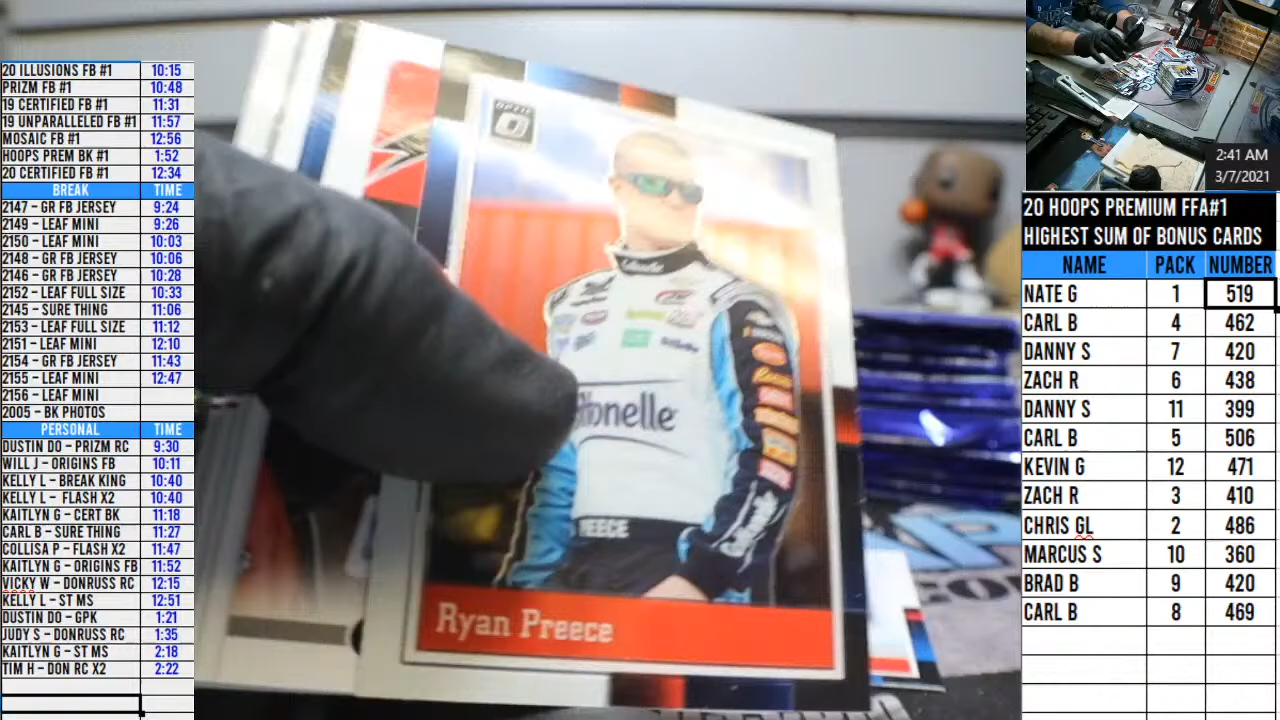 20 ILLUSIONS FB #1 10:15
PRIZM FB #1 10:48
19 CERTIFIED FB #1 11:31
19 UNPARALLELED FB #1 11:57
MOSAIC FB #1 12:56
HOOPS PREM BK #1 1:52
20 CERTIFIED FB #1 12:34
BREAK TIME
2147 - GR FB JERSEY 9:24
2149 - LEAF MINI 9:26
2150 - LEAF MINI 10:03
2148 - GR FB JERSEY 10:06
2146 - GR FB JERSEY 10:28
2152 - LEAF FULL SIZE 10:33
2145 - SURE THING 11:06
2153 - LEAF FULL SIZE 11:12
2151 - LEAF MINI 12:10
2154 - GR FB JERSEY 11:43
2155 - LEAF MINI 12:47
2156 - LEAF MINI
2005 - BK PHOTOS
PERSONAL TIME
DUSTIN DO - PRIZM RC 9:30
WILL J - ORIGINS FB 10:11
KELLY L - BREAK KING 10:40
KELLY L - FLASH X2 10:40
KAITLYN G - CERT BK 11:18
CARL B - SURE THING 11:27
COLLISA P - FLASH X2 11:47
KAITLYN G - ORIGINS FB 11:52
VICKY W - DONRUSS RC 12:15
KELLY L - ST MS 12:51
DUSTIN DO - GPK 1:21
JUDY S - DONRUSS RC 1:35
KAITLYN G - ST MS 2:18
TIM H - DON RC X2 2:22
OPTIC
tonelle
REECE
Ryan Preece
2:41 AM
3/7/2021
20 HOOPS PREMIUM FFA#1
HIGHEST SUM OF BONUS CARDS
NAME PACK NUMBER
NATE G 1 519
CARL B 4 462
DANNY S 7 420
ZACH R 6 438
DANNY S 11 399
CARL B 5 506
KEVIN G 12 471
ZACH R 3 410
CHRIS GL 2 486
MARCUS S 10 360
BRAD B 9 420
CARL B 8 469